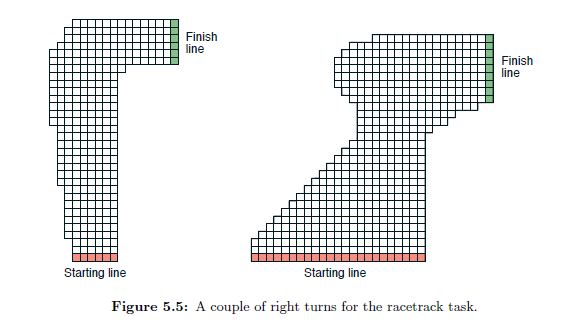 Finish
line
Finish
line
Starting line
Starting line
Figure 5.5: A couple of right turns for the racetrack task.